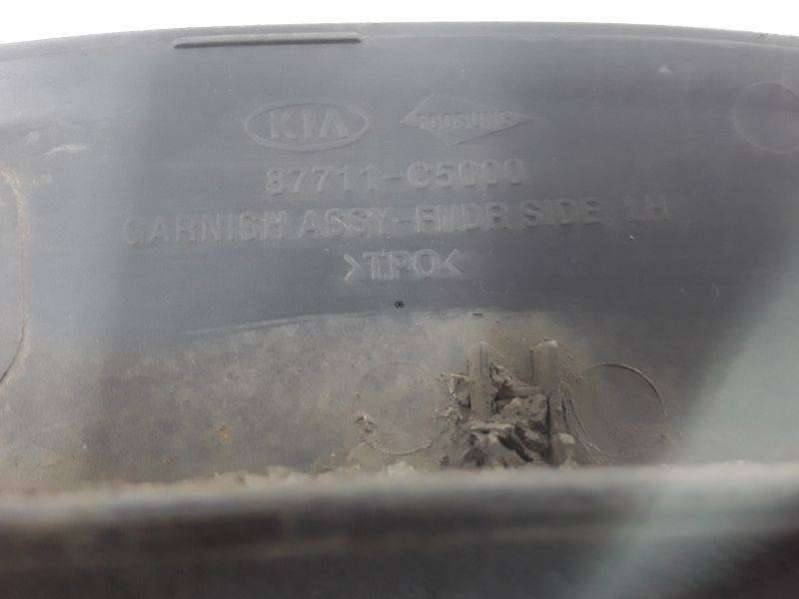 KIA
87711-C5000
GARNISH ASSY-FNDR SIDE, LH
>TPO<